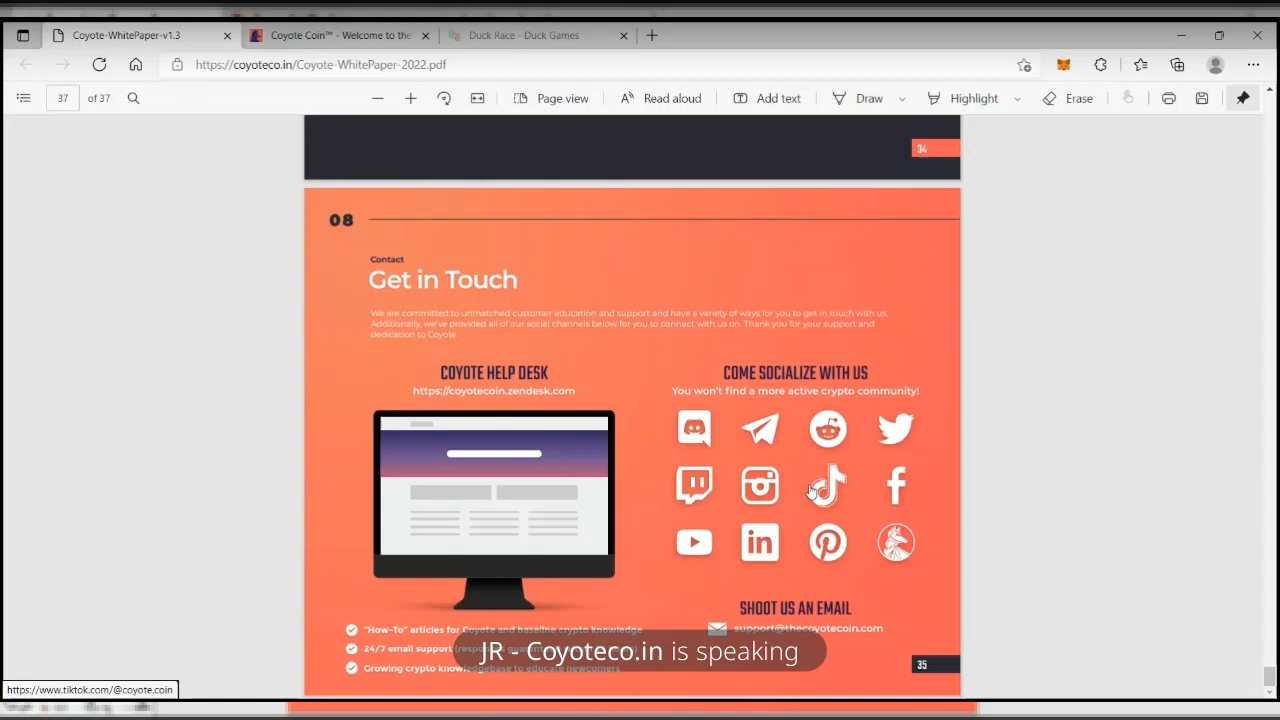 Coyote-WhitePaper-v1.3
Coyote Coin™ - Welcome to the
Duck Race - Duck Games
https://coyoteco.in/Coyote-WhitePaper-2022.pdf
37 of 37
Page view
Read aloud
Add text
Draw
Highlight
Erase
34
08
Contact
Get in Touch
We are committed to unmatched customer education and support and have a variety of ways for you to get in touch with us.
Additionally, we've provided all of our social channels below for you to connect with us on. Thank you for your support and
dedication to Coyote.
COYOTE HELP DESK
https://coyotecoin.zendesk.com
COME SOCIALIZE WITH US
You won't find a more active crypto community!
SHOOT US AN EMAIL
support@thecoyotecoin.com
"How-To" articles for Coyote and baseline crypto knowledge
24/7 email support
Growing crypto knowledgebase to educate newcomers
JR - Coyoteco.in is speaking
35
https://www.tiktok.com/@coyote.coin